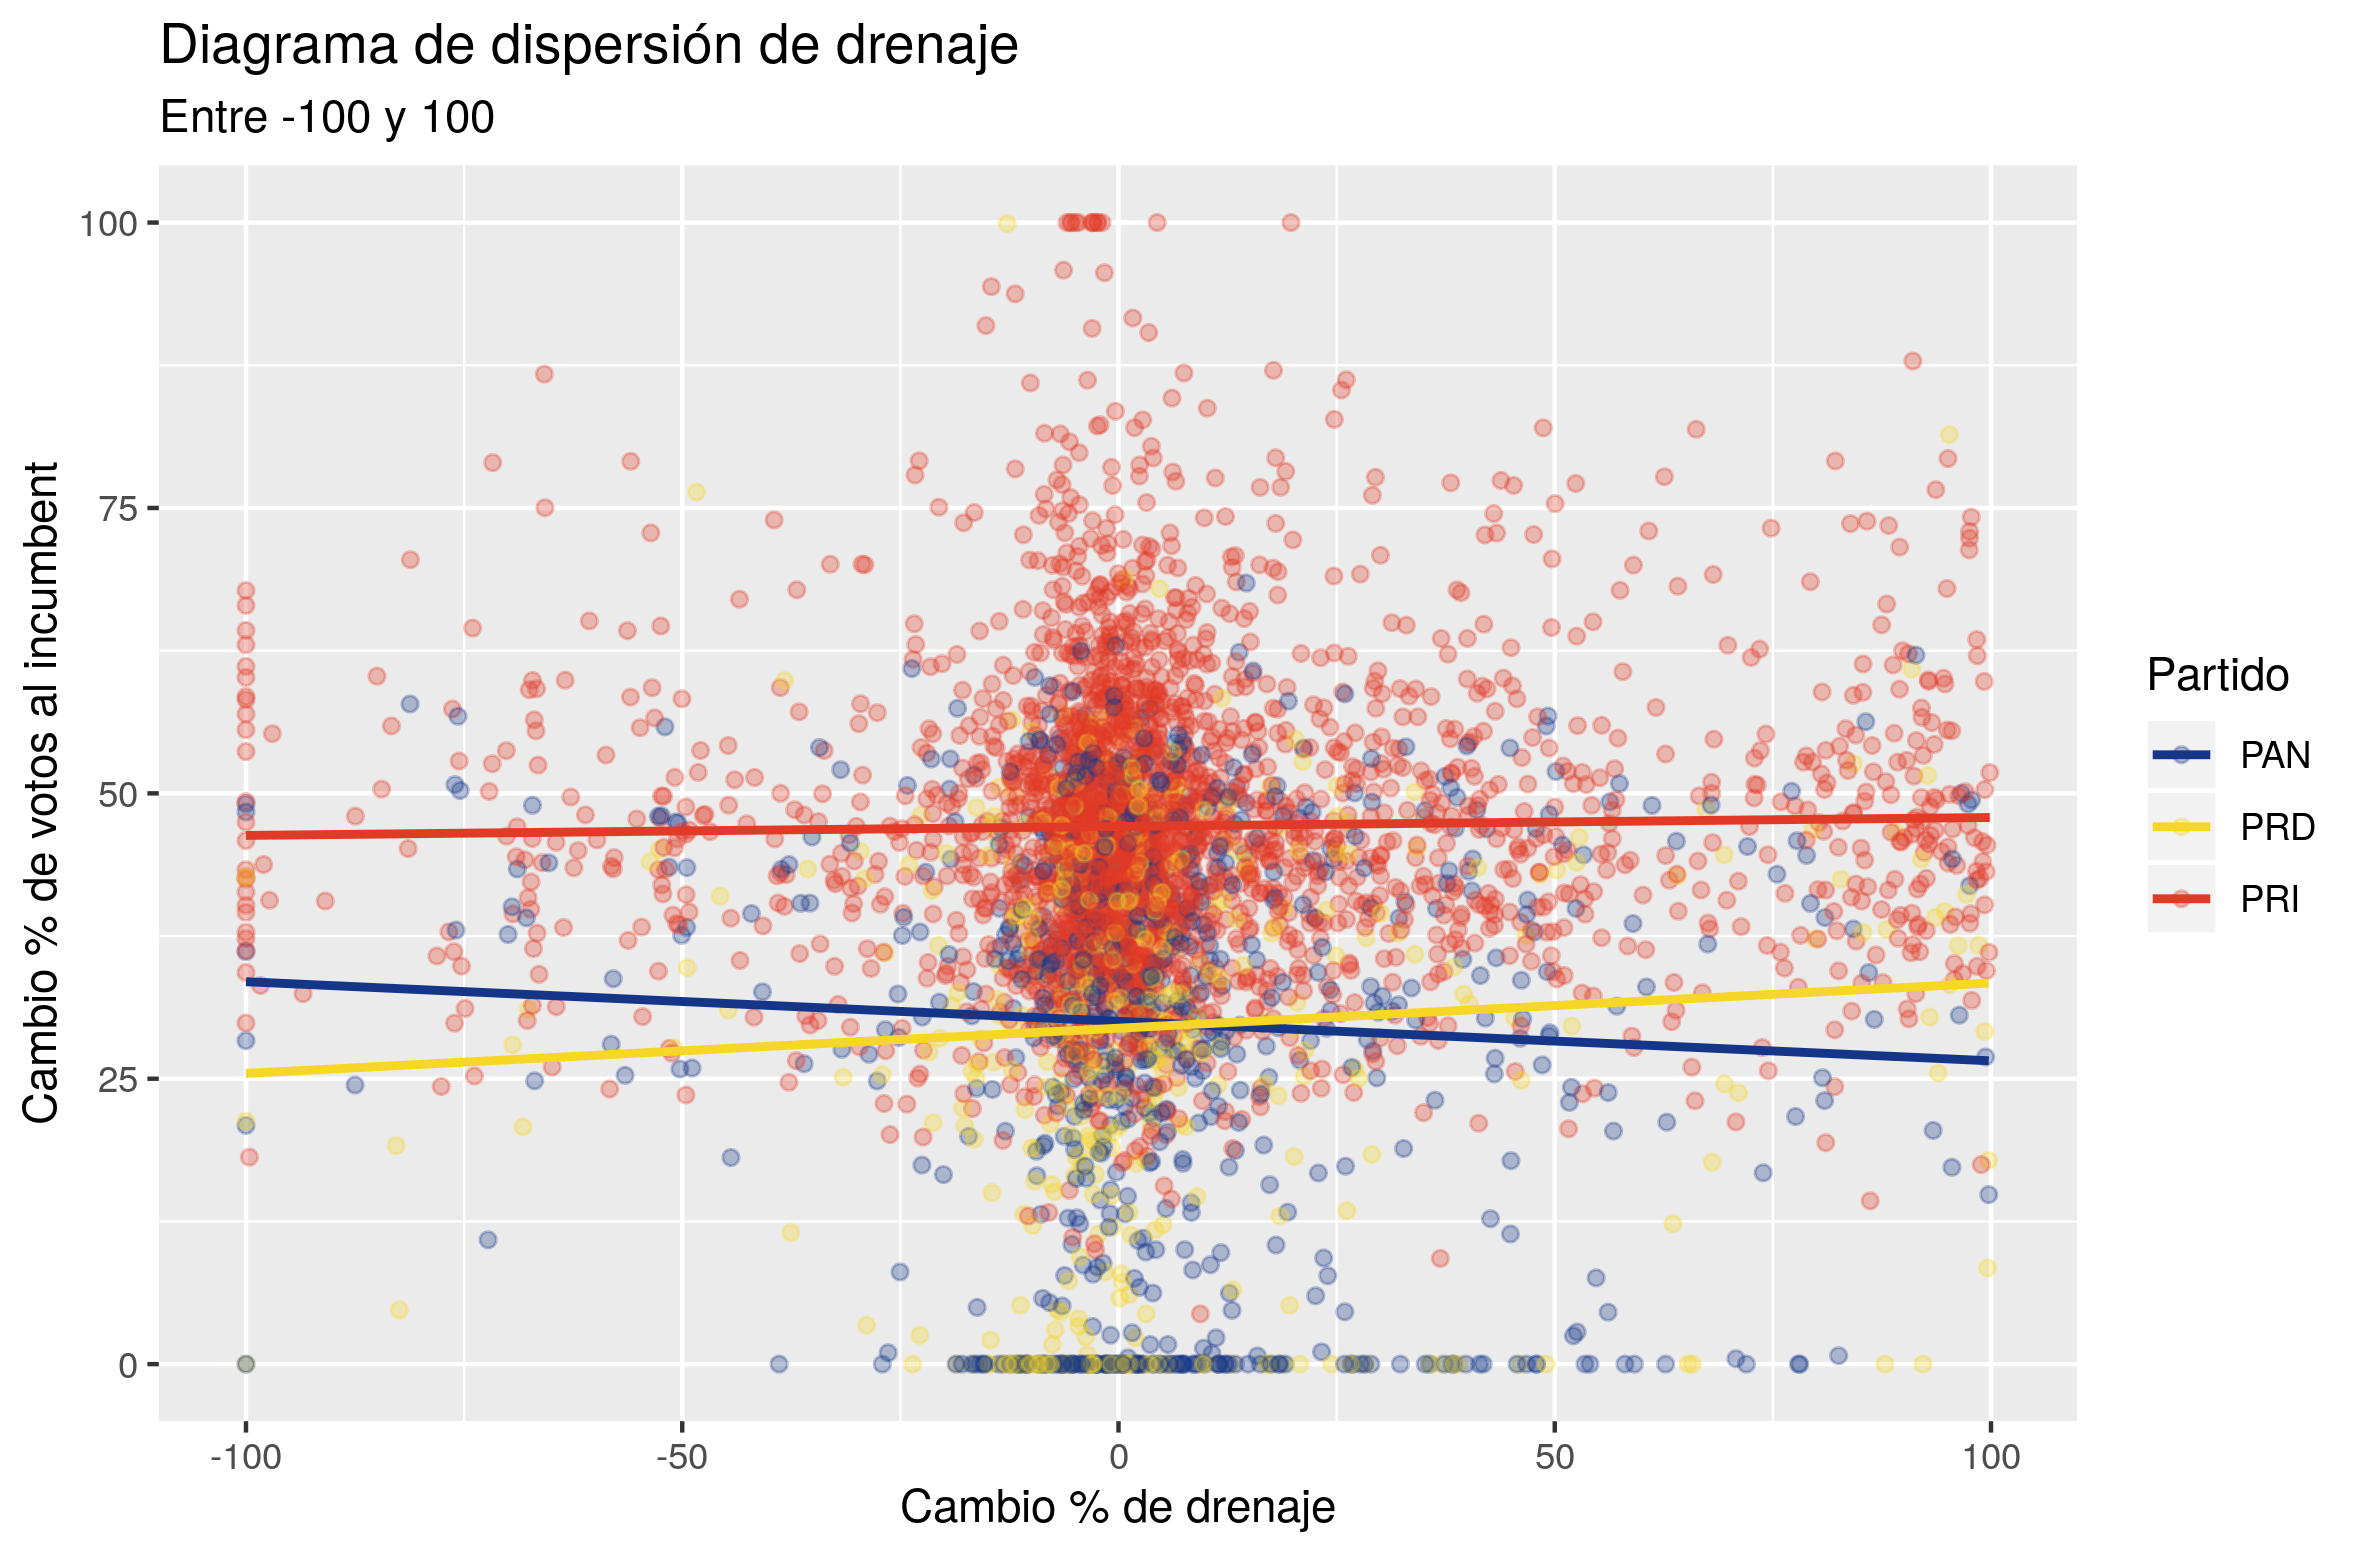 Diagrama de dispersión de drenaje
Entre -100 y 100
Cambio % de votos al incumbent
100
75
50
25
0
-100
-50
0
50
100
Cambio % de drenaje
Partido
PAN
PRD
PRI